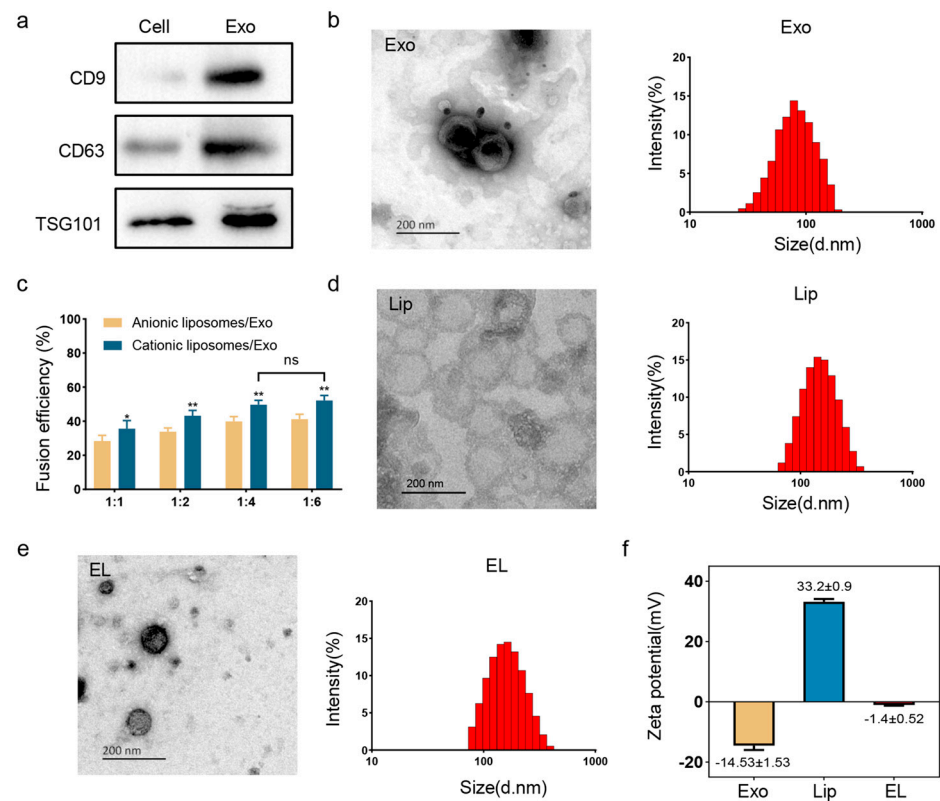 a
Cell Exo
CD9
CD63
TSG101
b
Exo
200 nm
Exo
Intensity(%)
20
15
10
5
0
10 100 1000
Size(d.nm)
c
Fusion efficiency (%)
100
80
60
40
20
0
Anionic liposomes/Exo
Cationic liposomes/Exo
ns
* ** ** **
1:1 1:2 1:4 1:6
d
Lip
200 nm
Lip
Intensity(%)
20
15
10
5
0
10 100 1000
Size(d.nm)
e
EL
200 nm
EL
Intensity(%)
20
15
10
5
0
10 100 1000
Size(d.nm)
f
Zeta potential(mV)
40
20
0
-20
33.2±0.9
-1.4±0.52
-14.53±1.53
Exo Lip EL